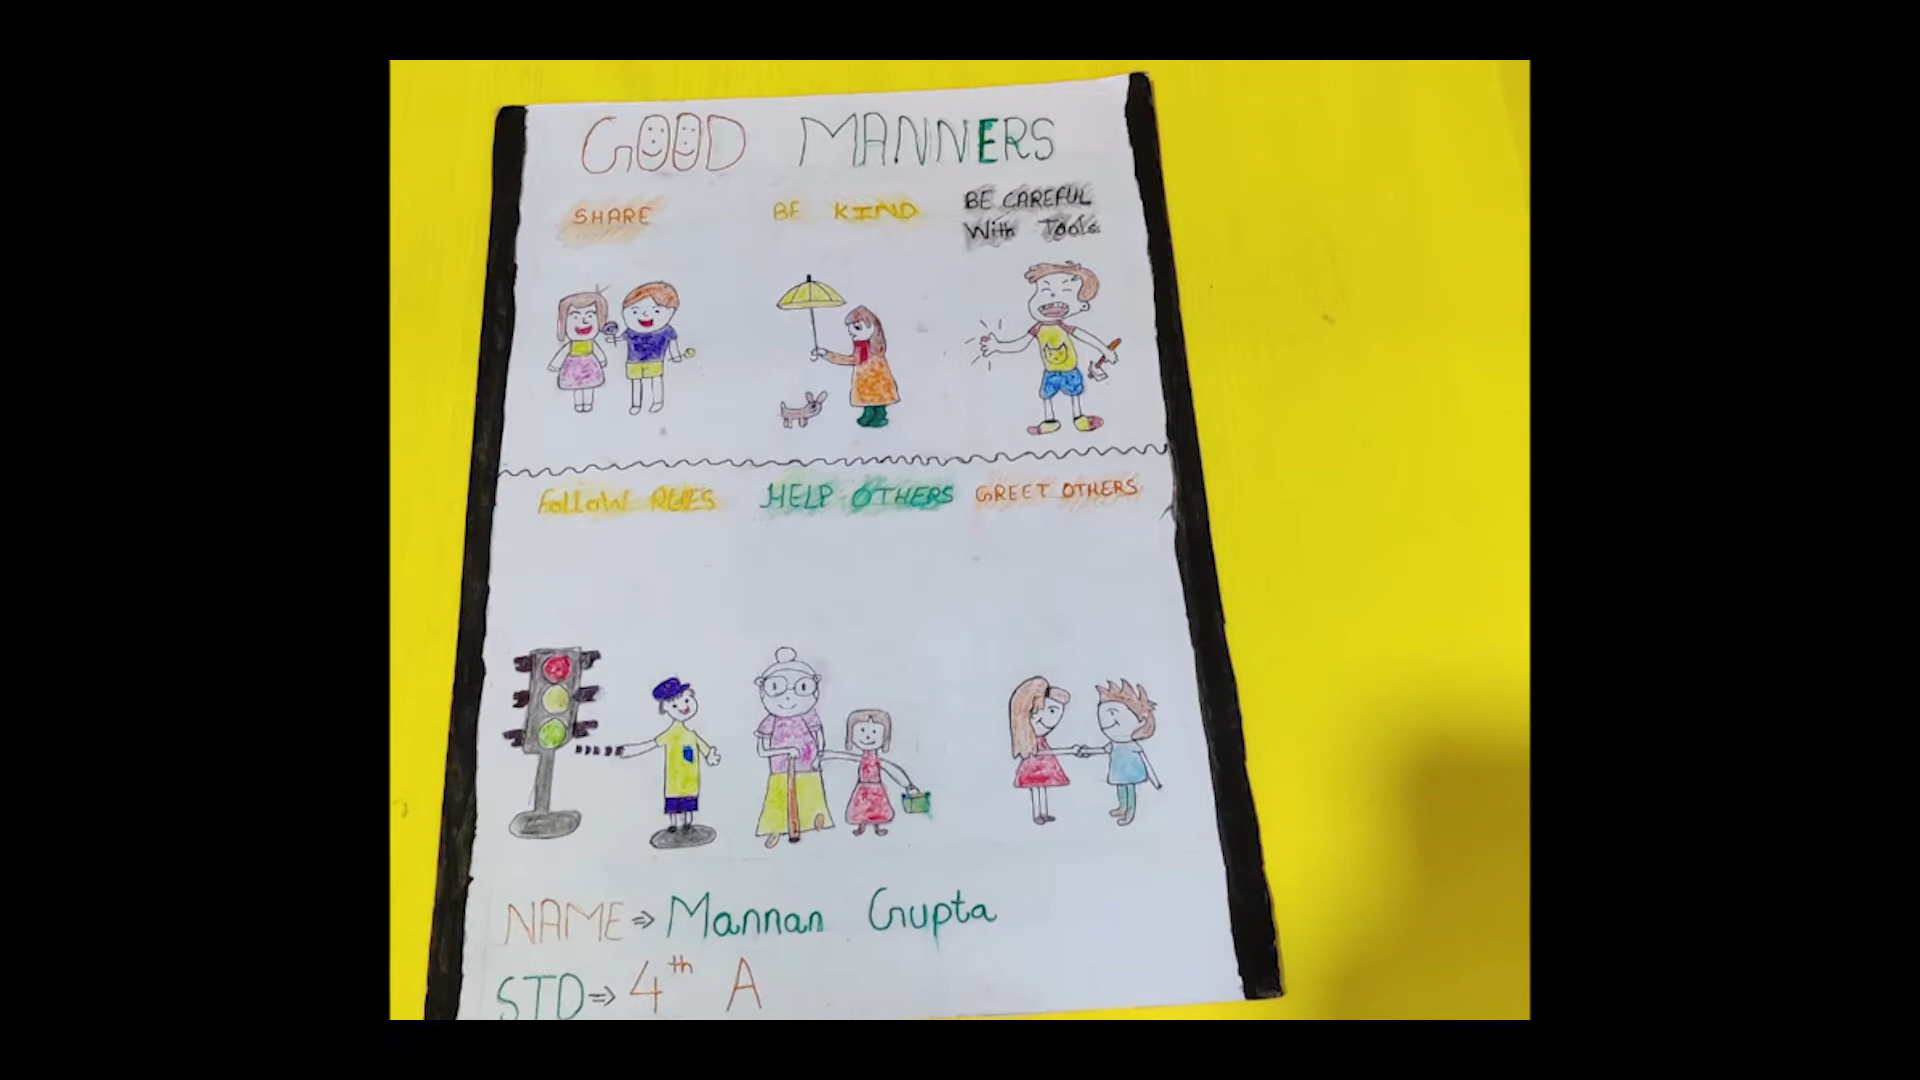 GOOD MANNERS
SHARE
BE KIND
BE CAREFUL
With Tools.
FOLLOW RULES
HELP OTHERS
GREET OTHERS
NAME ⇒ Mannan Gupta
STD ⇒ 4th A